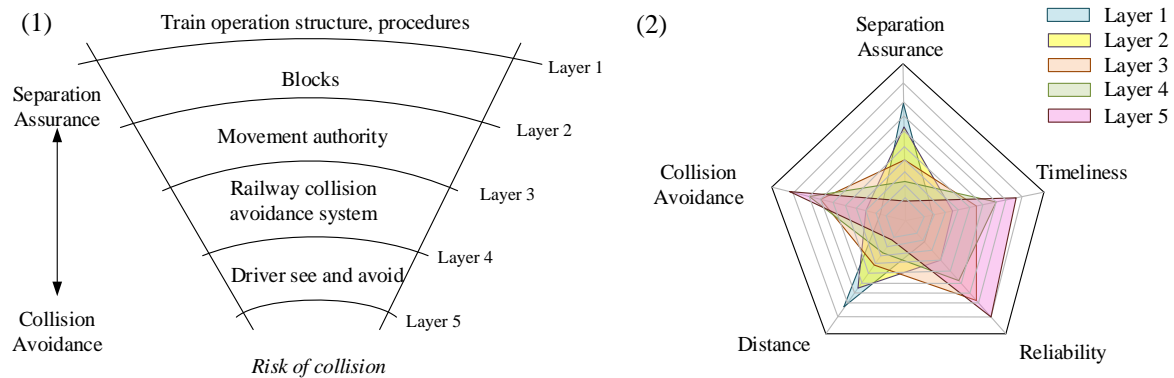 (1)
Train operation structure, procedures
Layer 1
Blocks
Separation
Assurance
Layer 2
Movement authority
Layer 3
Railway collision
avoidance system
Layer 4
Driver see and avoid
Layer 5
Collision
Avoidance
Risk of collision
(2)
Separation
Assurance
Layer 1
Layer 2
Layer 3
Layer 4
Layer 5
Collision
Avoidance
Timeliness
Distance
Reliability